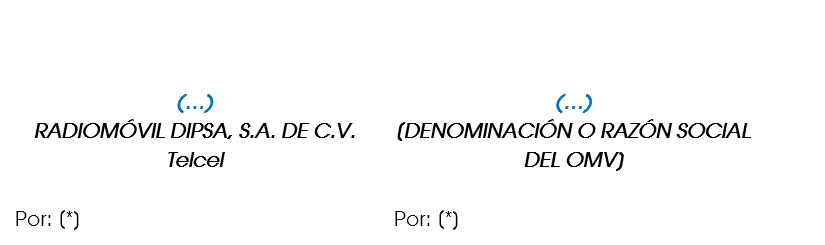 (...)
RADIOMÓVIL DIPSA, S.A. DE C.V.
Telcel
Por: (*)
(...)
(DENOMINACIÓN O RAZÓN SOCIAL
DEL OMV)
Por: (*)